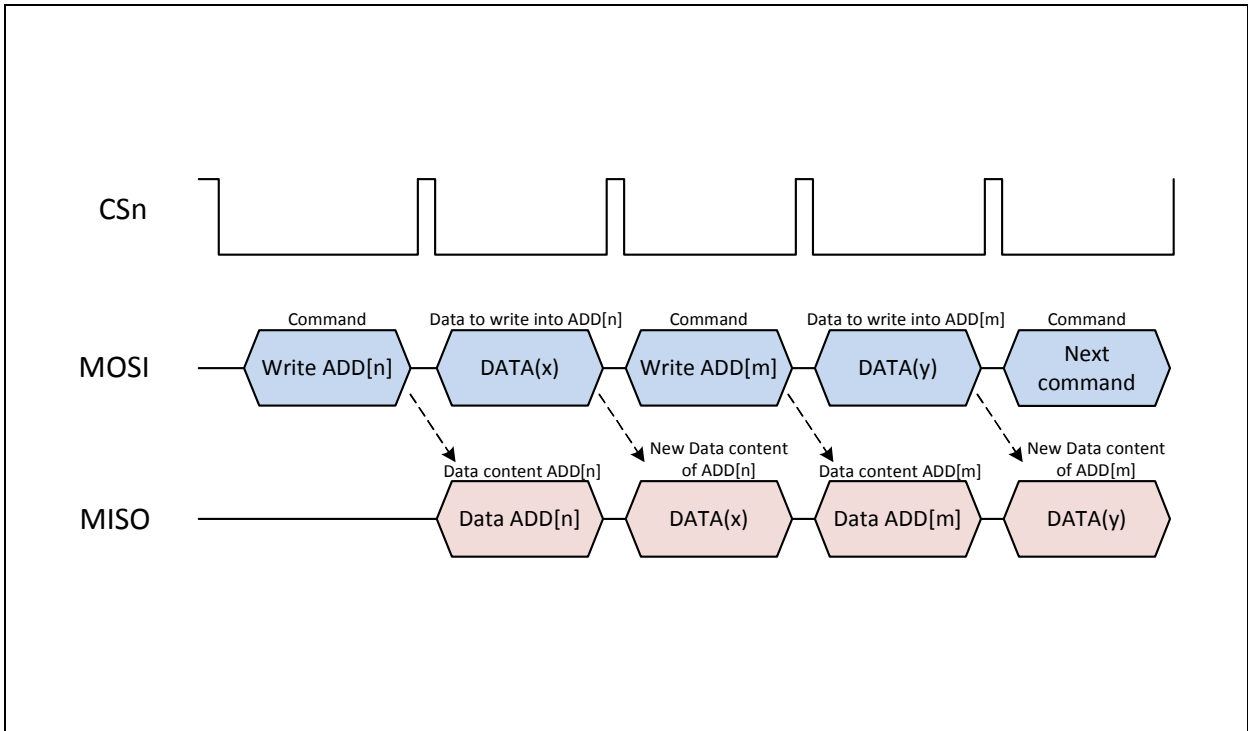 CSn
Command
Data to write into ADD[n]
Command
Data to write into ADD[m]
Command
MOSI
Write ADD[n]
DATA(x)
Write ADD[m]
DATA(y)
Next
command
Data content ADD[n]
New Data content
of ADD[n]
Data content ADD[m]
New Data content
of ADD[m]
MISO
Data ADD[n]
DATA(x)
Data ADD[m]
DATA(y)